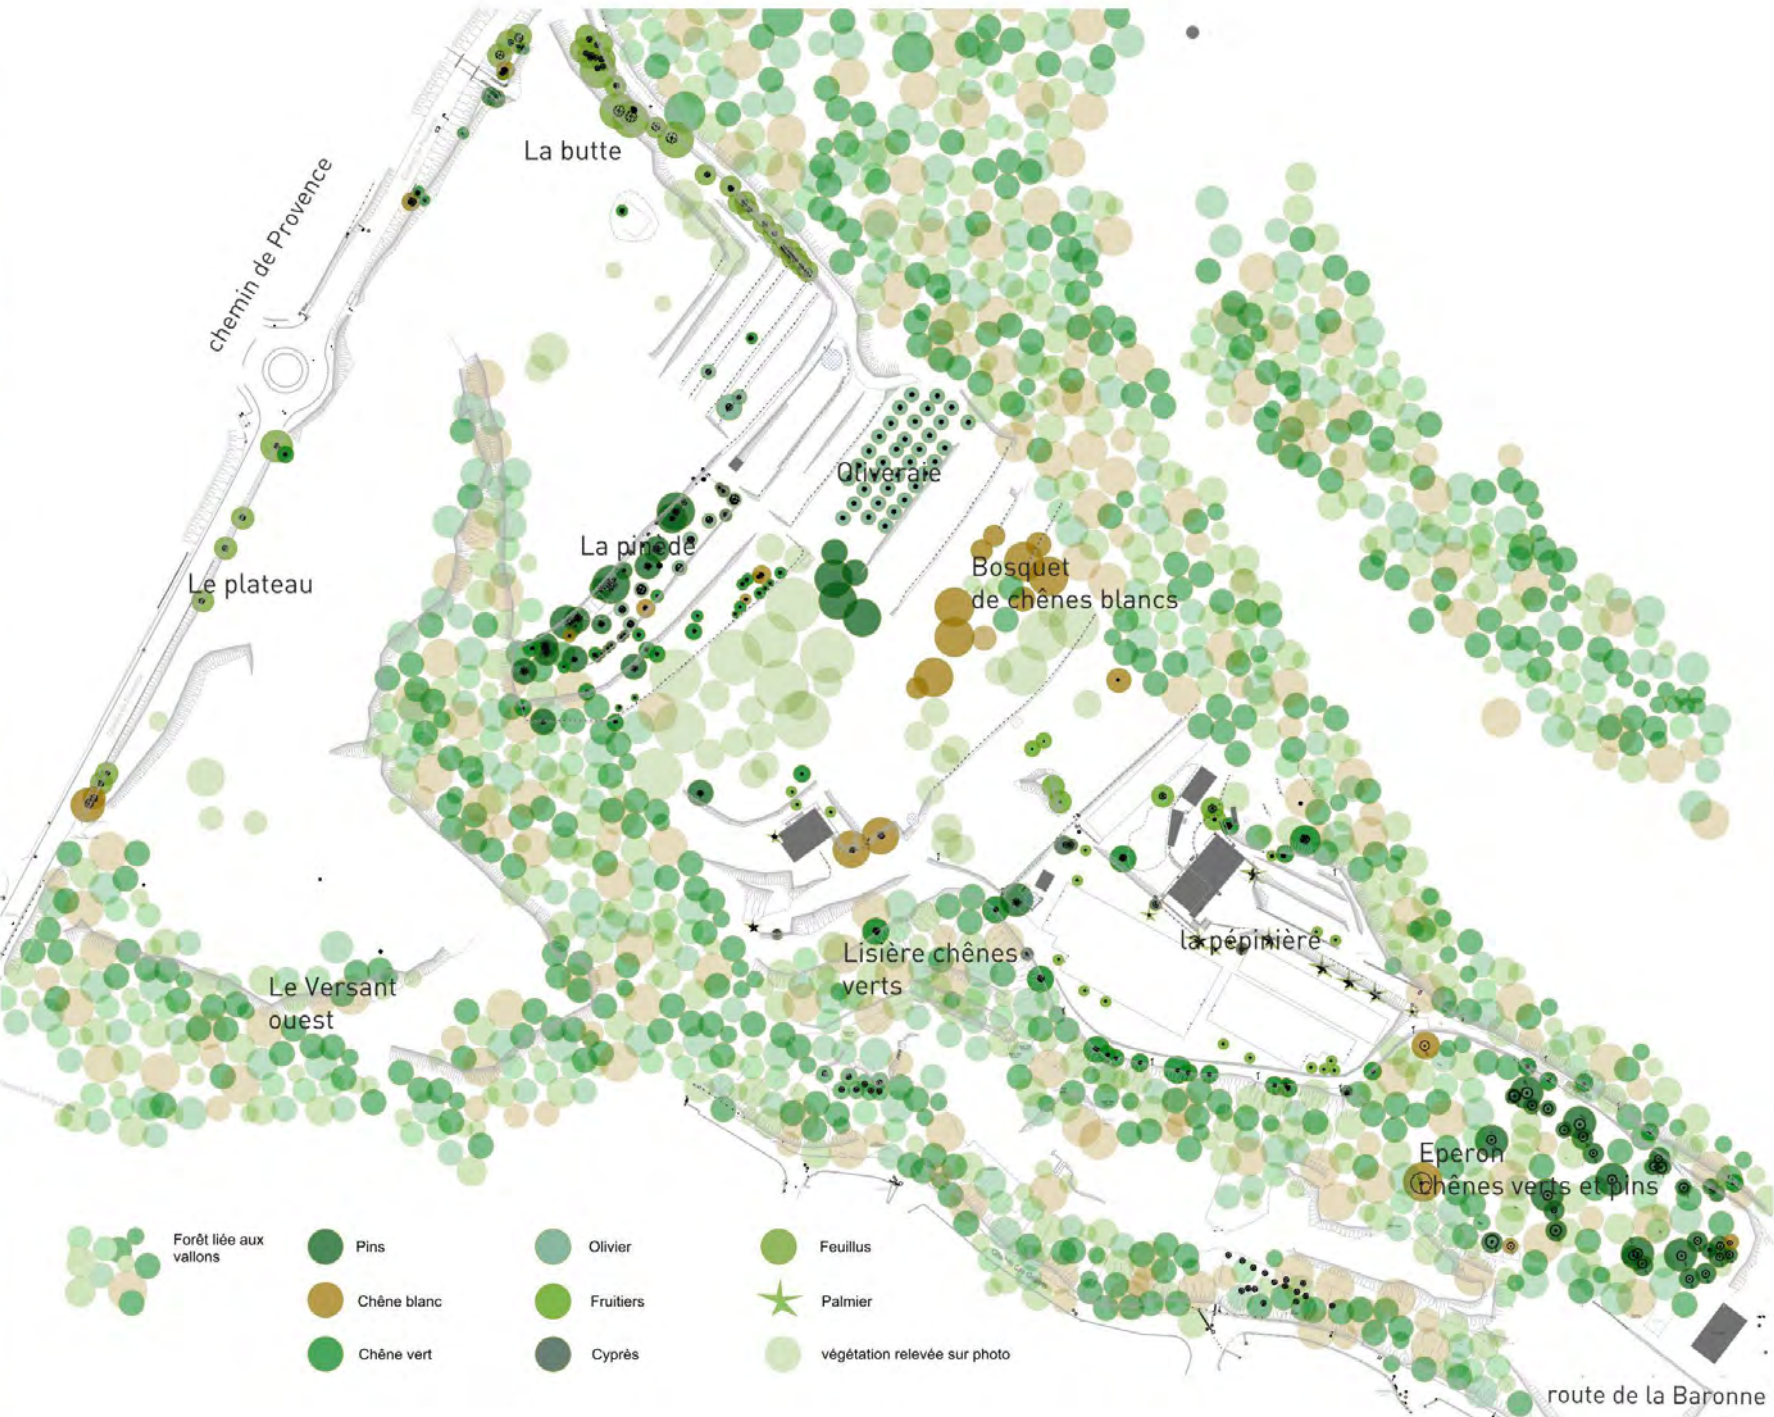 La butte
chemin de Provence
Oliveraie
La pinède
Bosquet
de chênes blancs
Le plateau
la pépinière
Lisière chênes
verts
Le Versant
ouest
Eperon
chênes verts et pins
Forêt liée aux
vallons
Pins
Olivier
Feuillus
Chêne blanc
Fruitiers
Palmier
Chêne vert
Cyprès
végétation relevée sur photo
route de la Baronne